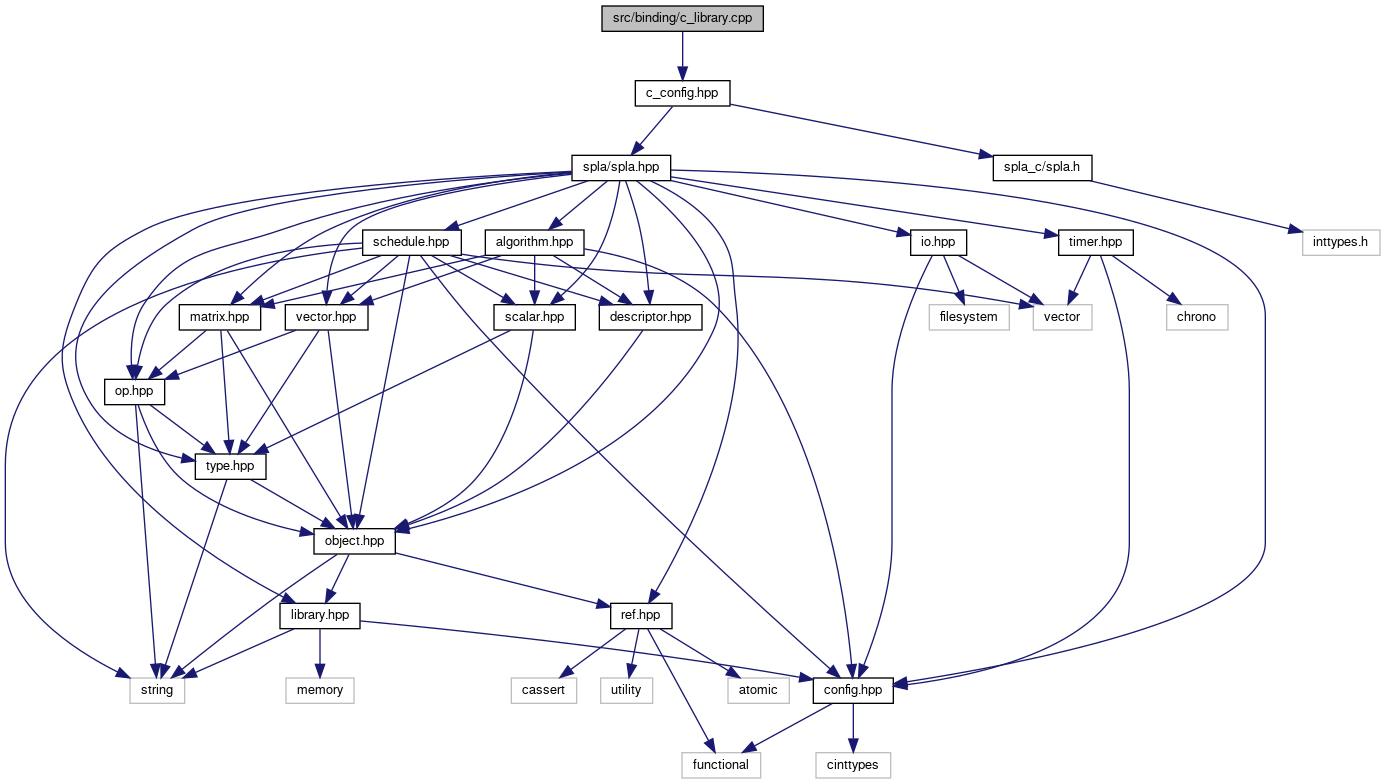 src/binding/c_library.cpp
c_config.hpp
spla/spla.hpp
spla_c/spla.h
schedule.hpp
algorithm.hpp
io.hpp
timer.hpp
inttypes.h
matrix.hpp
vector.hpp
scalar.hpp
descriptor.hpp
filesystem
vector
chrono
op.hpp
type.hpp
object.hpp
library.hpp
ref.hpp
string
memory
cassert
utility
atomic
config.hpp
functional
cinttypes